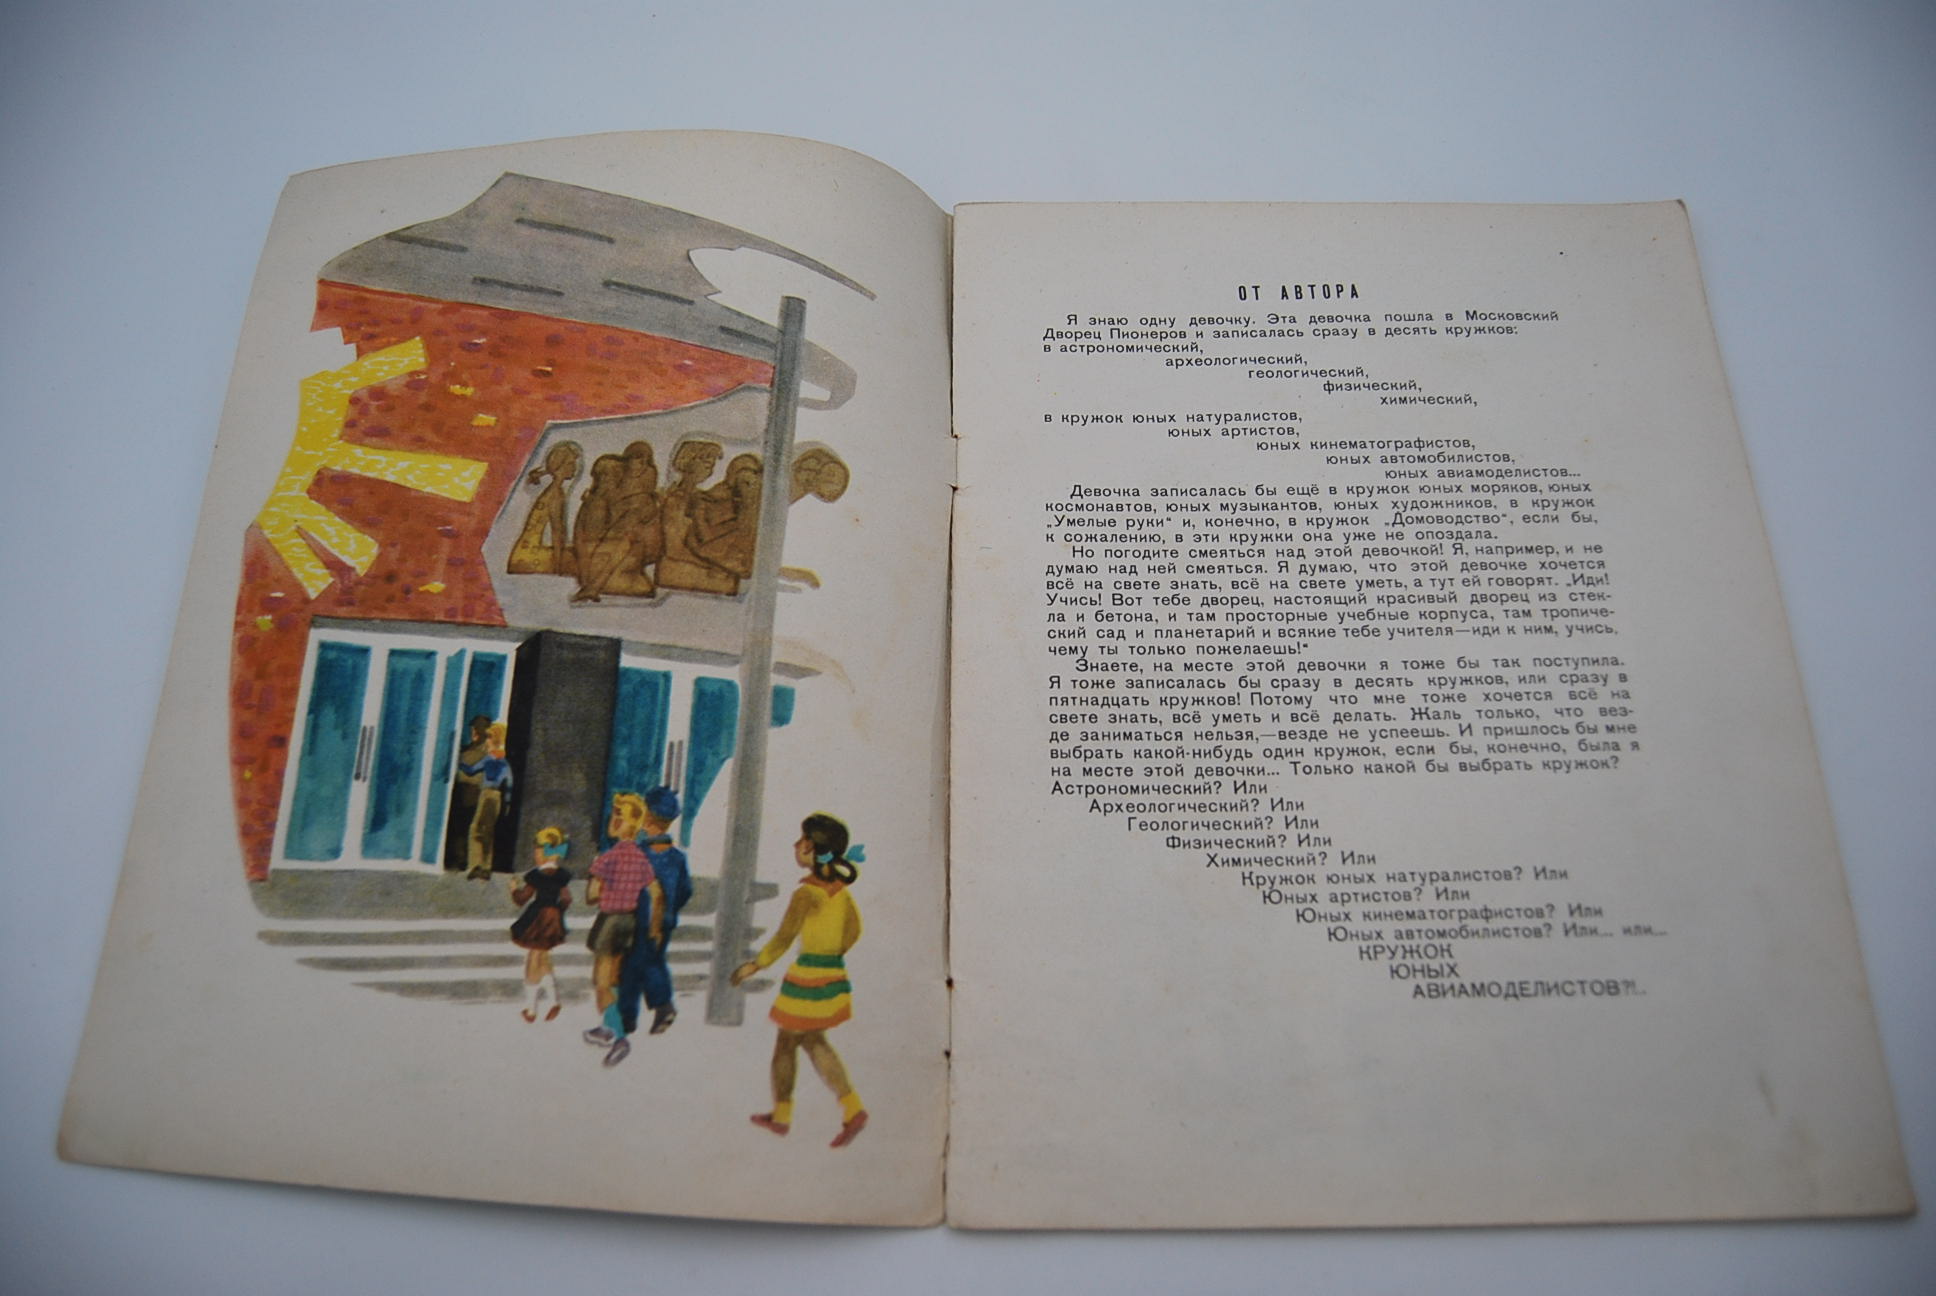 ОТ АВТОРА
Я знаю одну девочку. Эта девочка пошла в Московский
Дворец Пионеров и записалась сразу в десять кружков:
в астрономический,
археологический,
геологический,
физический,
химический,
в кружок юных натуралистов,
юных артистов,
юных кинематографистов,
юных автомобилистов,
юных авиамоделистов...
Девочка записалась бы ещё в кружок юных моряков, юных
космонавтов, юных музыкантов, юных художников, в кружок
„Умелые руки“ и, конечно, в кружок „Домоводство“, если бы,
к сожалению, в эти кружки она уже не опоздала.
Но погодите смеяться над этой девочкой! Я, например, и не
думаю над ней смеяться. Я думаю, что этой девочке хочется
всё на свете знать, всё на свете уметь, а тут ей говорят. „Иди!
Учись! Вот тебе дворец, настоящий красивый дворец из стек-
ла и бетона, и там просторные учебные корпуса, там тропиче-
ский сад и планетарий и всякие тебе учителя—иди к ним, учись,
чему ты только пожелаешь!“
Знаете, на месте этой девочки я тоже бы так поступила.
Я тоже записалась бы сразу в десять кружков, или сразу в
пятнадцать кружков! Потому что мне тоже хочется всё на
свете знать, всё уметь и всё делать. Жаль только, что вез-
де заниматься нельзя,—везде не успеешь. И пришлось бы мне
выбрать какой-нибудь один кружок, если бы, конечно, была я
на месте этой девочки... Только какой бы выбрать кружок?
Астрономический? Или
Археологический? Или
Геологический? Или
Физический? Или
Химический? Или
Кружок юных натуралистов? Или
Юных артистов? Или
Юных кинематографистов? Или
Юных автомобилистов? Или... или...
КРУЖОК
ЮНЫХ
АВИАМОДЕЛИСТОВ?!..